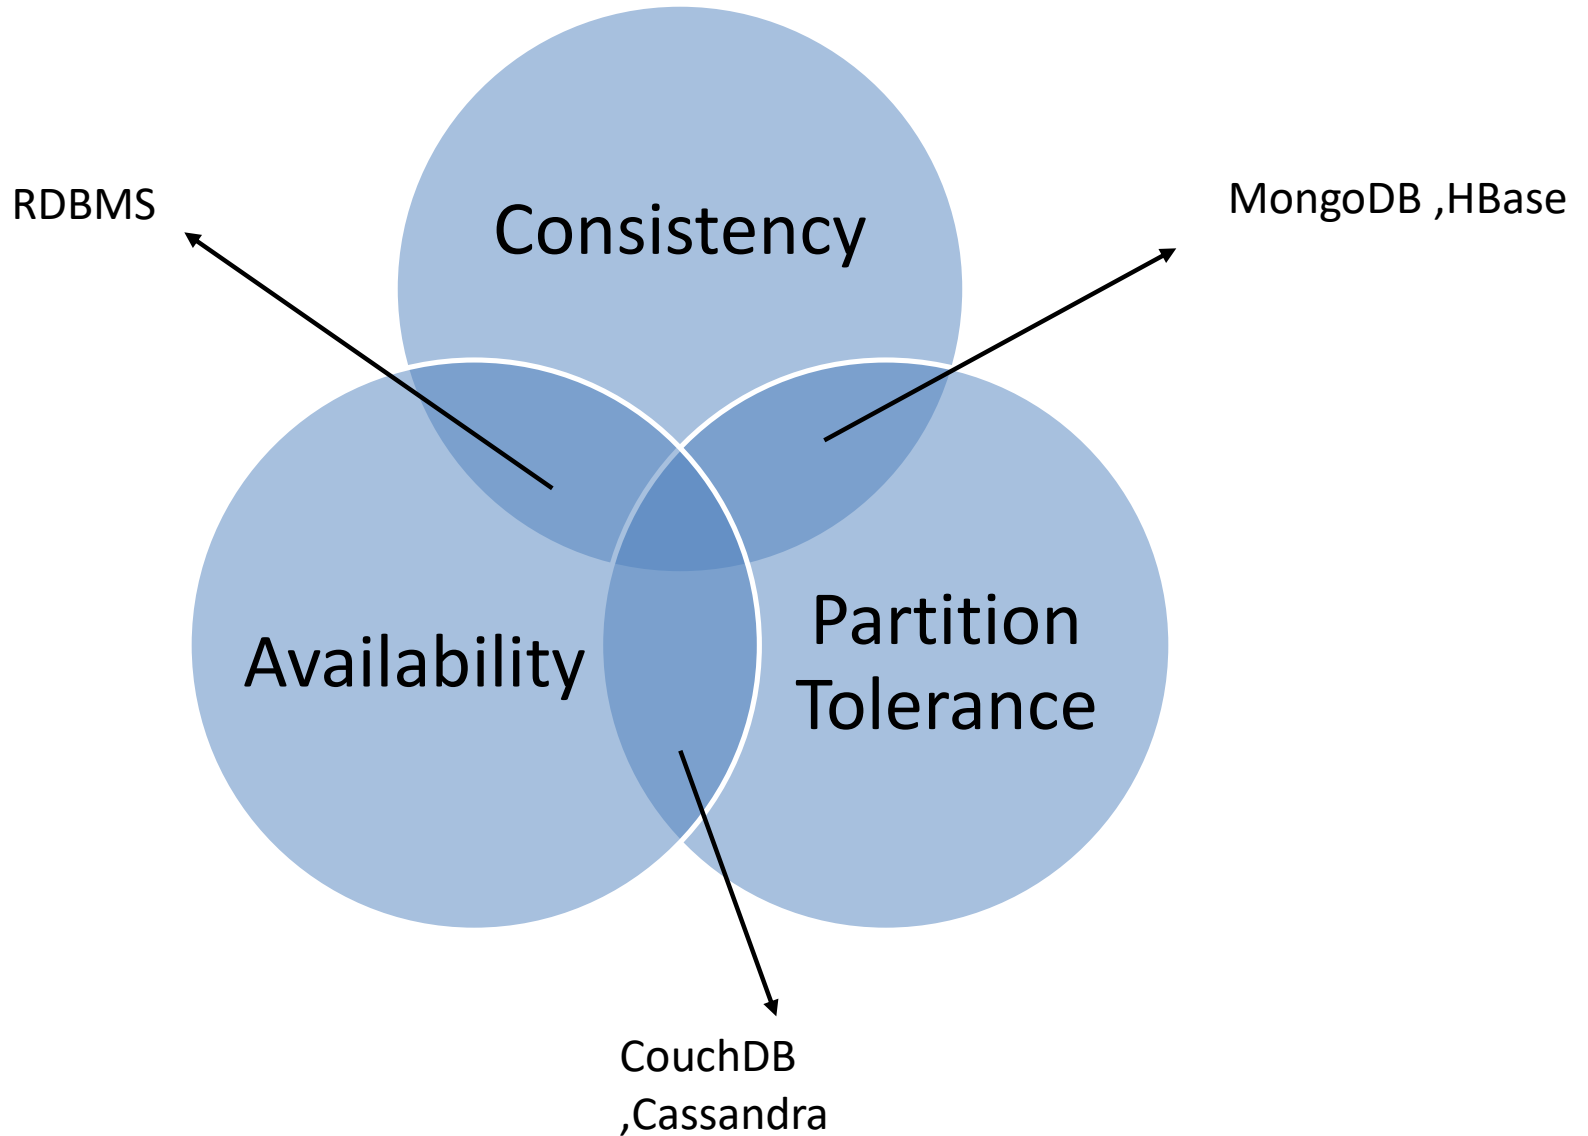 RDBMS
MongoDB ,HBase
Consistency
Availability
Partition
Tolerance
CouchDB
,Cassandra